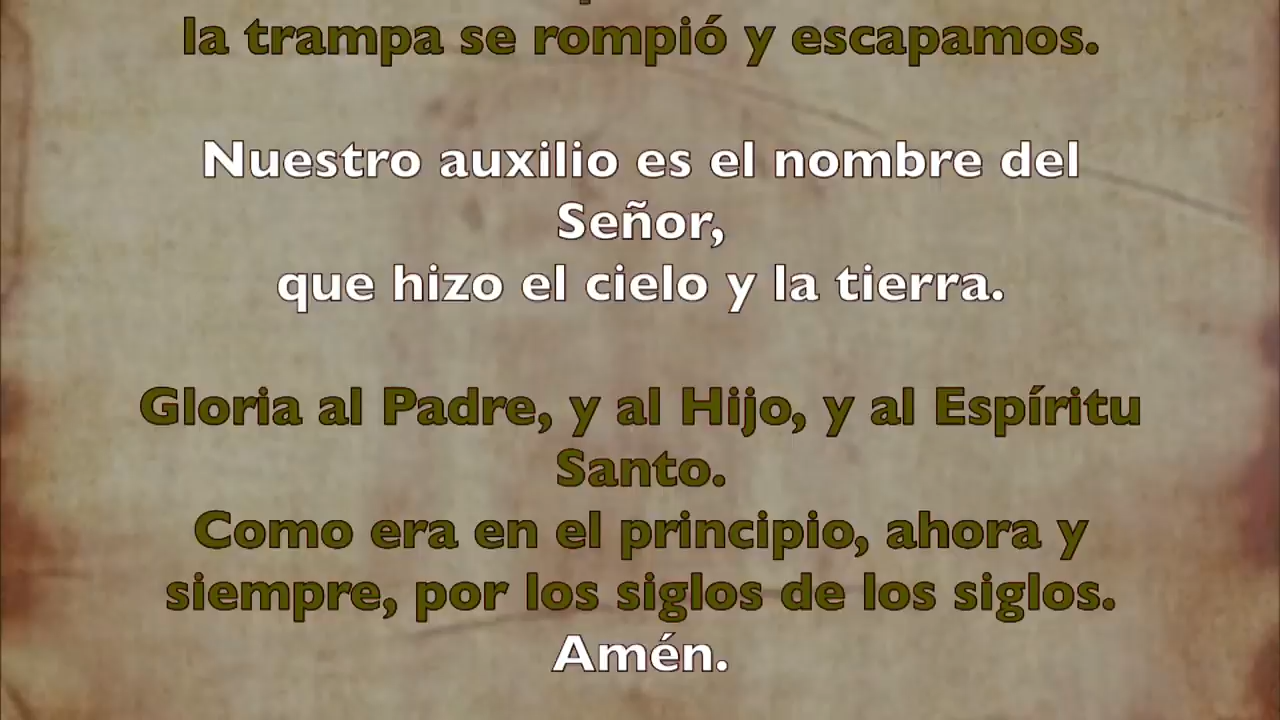 la trampa se rompió y escapamos.
Nuestro auxilio es el nombre del
Señor,
que hizo el cielo y la tierra.
Gloria al Padre, y al Hijo, y al Espíritu
Santo.
Como era en el principio, ahora y
siempre, por los siglos de los siglos.
Amén.